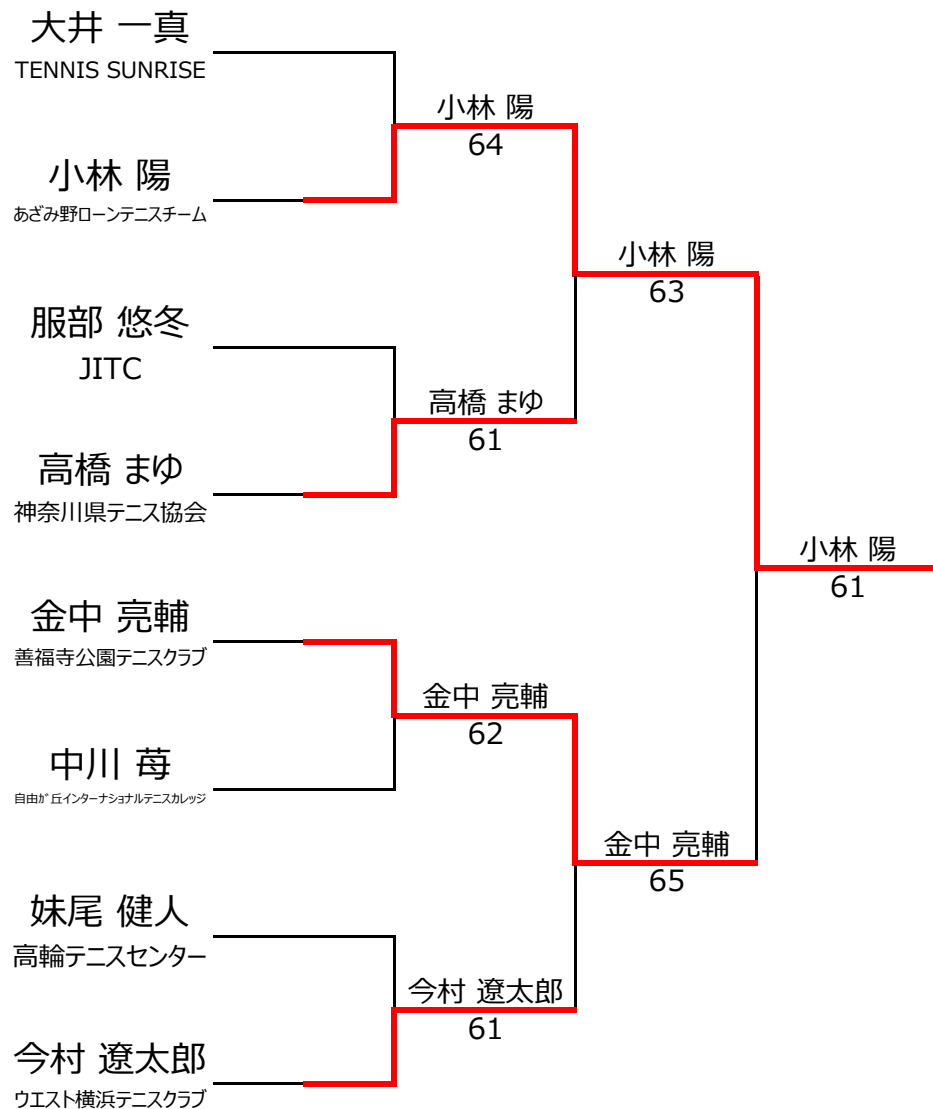 大井 一真
TENNIS SUNRISE
小林 陽
64
小林 陽
あざみ野ローンテニスチーム
小林 陽
63
服部 悠冬
JITC
高橋 まゆ
61
高橋 まゆ
神奈川県テニス協会
小林 陽
61
金中 亮輔
善福寺公園テニスクラブ
金中 亮輔
62
中川 苺
自由が丘インターナショナルテニスカレッジ
金中 亮輔
65
妹尾 健人
高輪テニスセンター
今村 遼太郎
61
今村 遼太郎
ウエスト横浜テニスクラブ